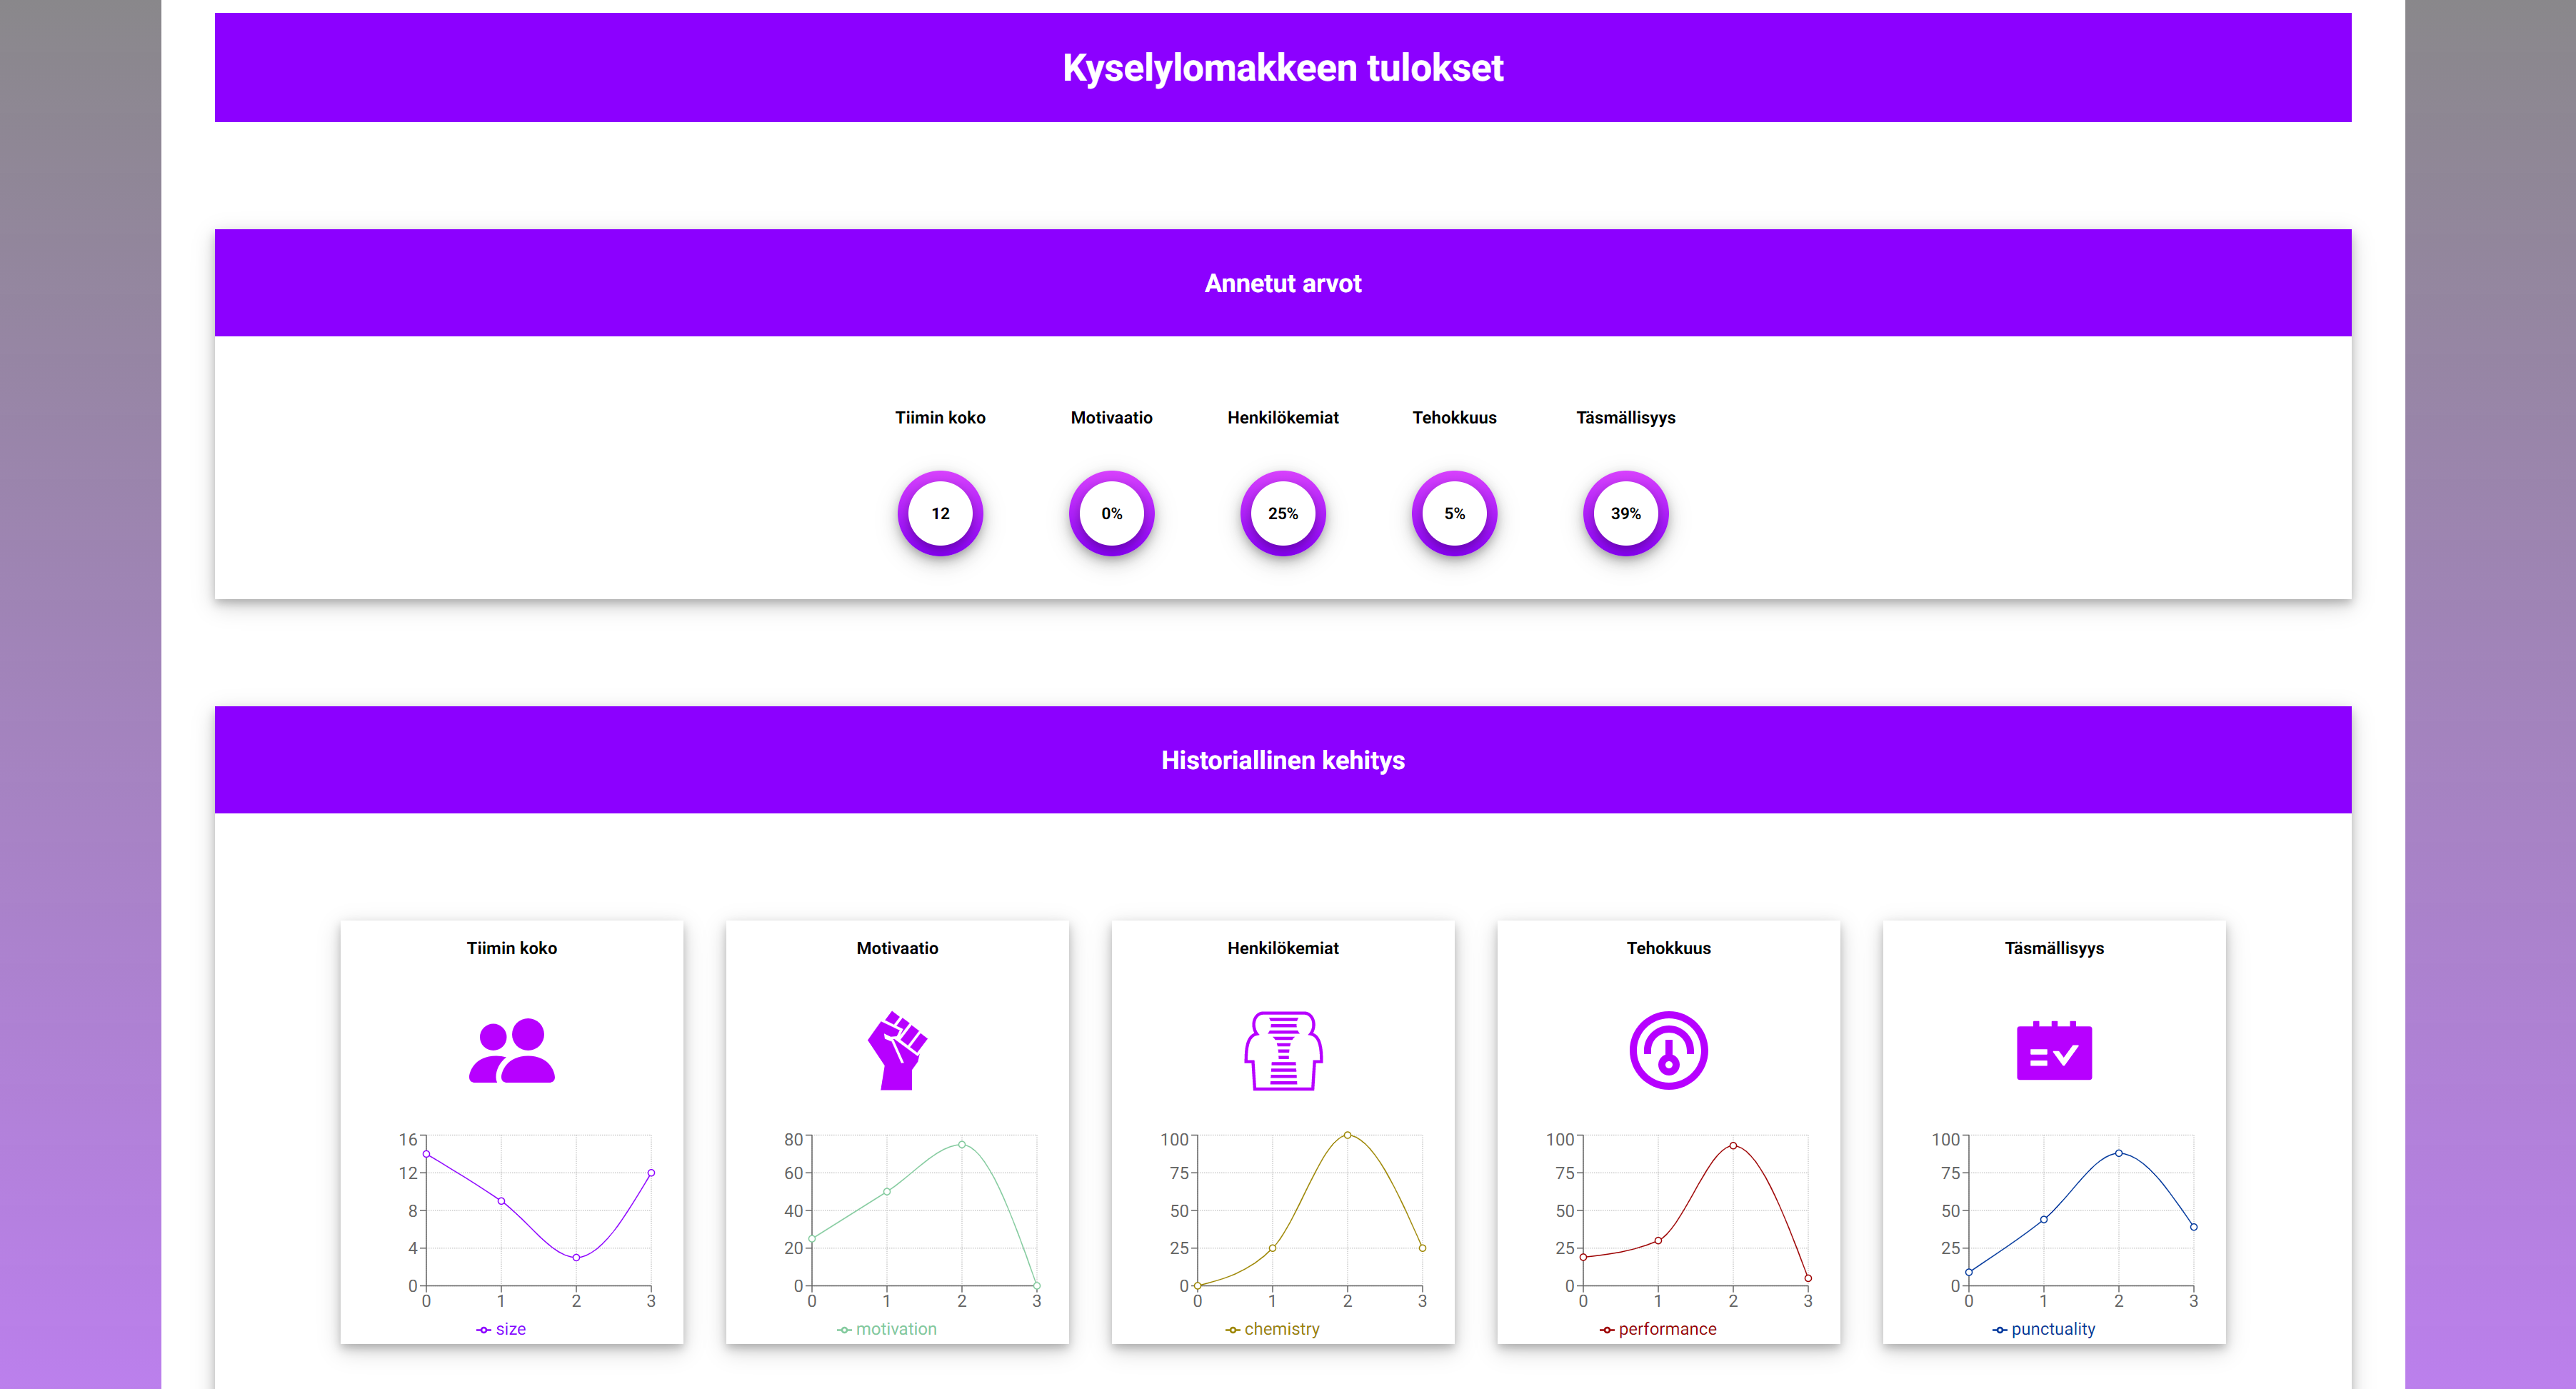 Kyselylomakkeen tulokset
Annetut arvot
Tiimin koko
Motivaatio
Henkilökemiat
Tehokkuus
Täsmällisyys
12
0%
25%
5%
39%
Historiallinen kehitys
Tiimin koko
16
12
8
4
0
0 1 2 3
size
Motivaatio
80
60
40
20
0
0 1 2 3
motivation
Henkilökemiat
100
75
50
25
0
0 1 2 3
chemistry
Tehokkuus
100
75
50
25
0
0 1 2 3
performance
Täsmällisyys
100
75
50
25
0
0 1 2 3
punctuality